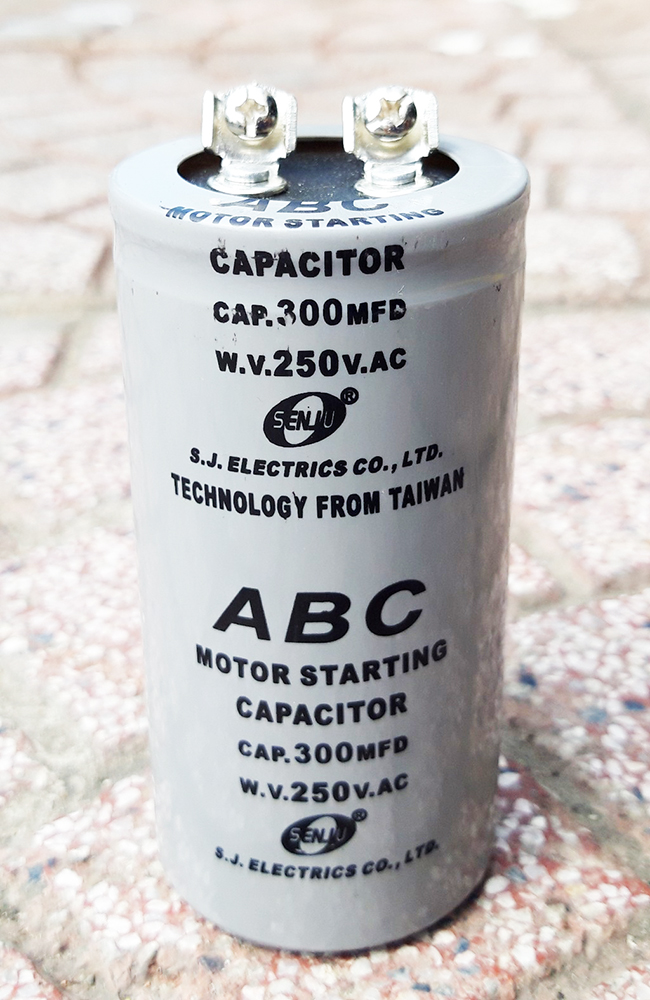 ABC
MOTOR STARTING
CAPACITOR
CAP.300MFD
W.V.250V.AC
SENJU ®
S.J. ELECTRICS CO., LTD.
TECHNOLOGY FROM TAIWAN
ABC
MOTOR STARTING
CAPACITOR
CAP.300MFD
W.V.250V.AC
SENJU ®
S.J. ELECTRICS CO., LTD.